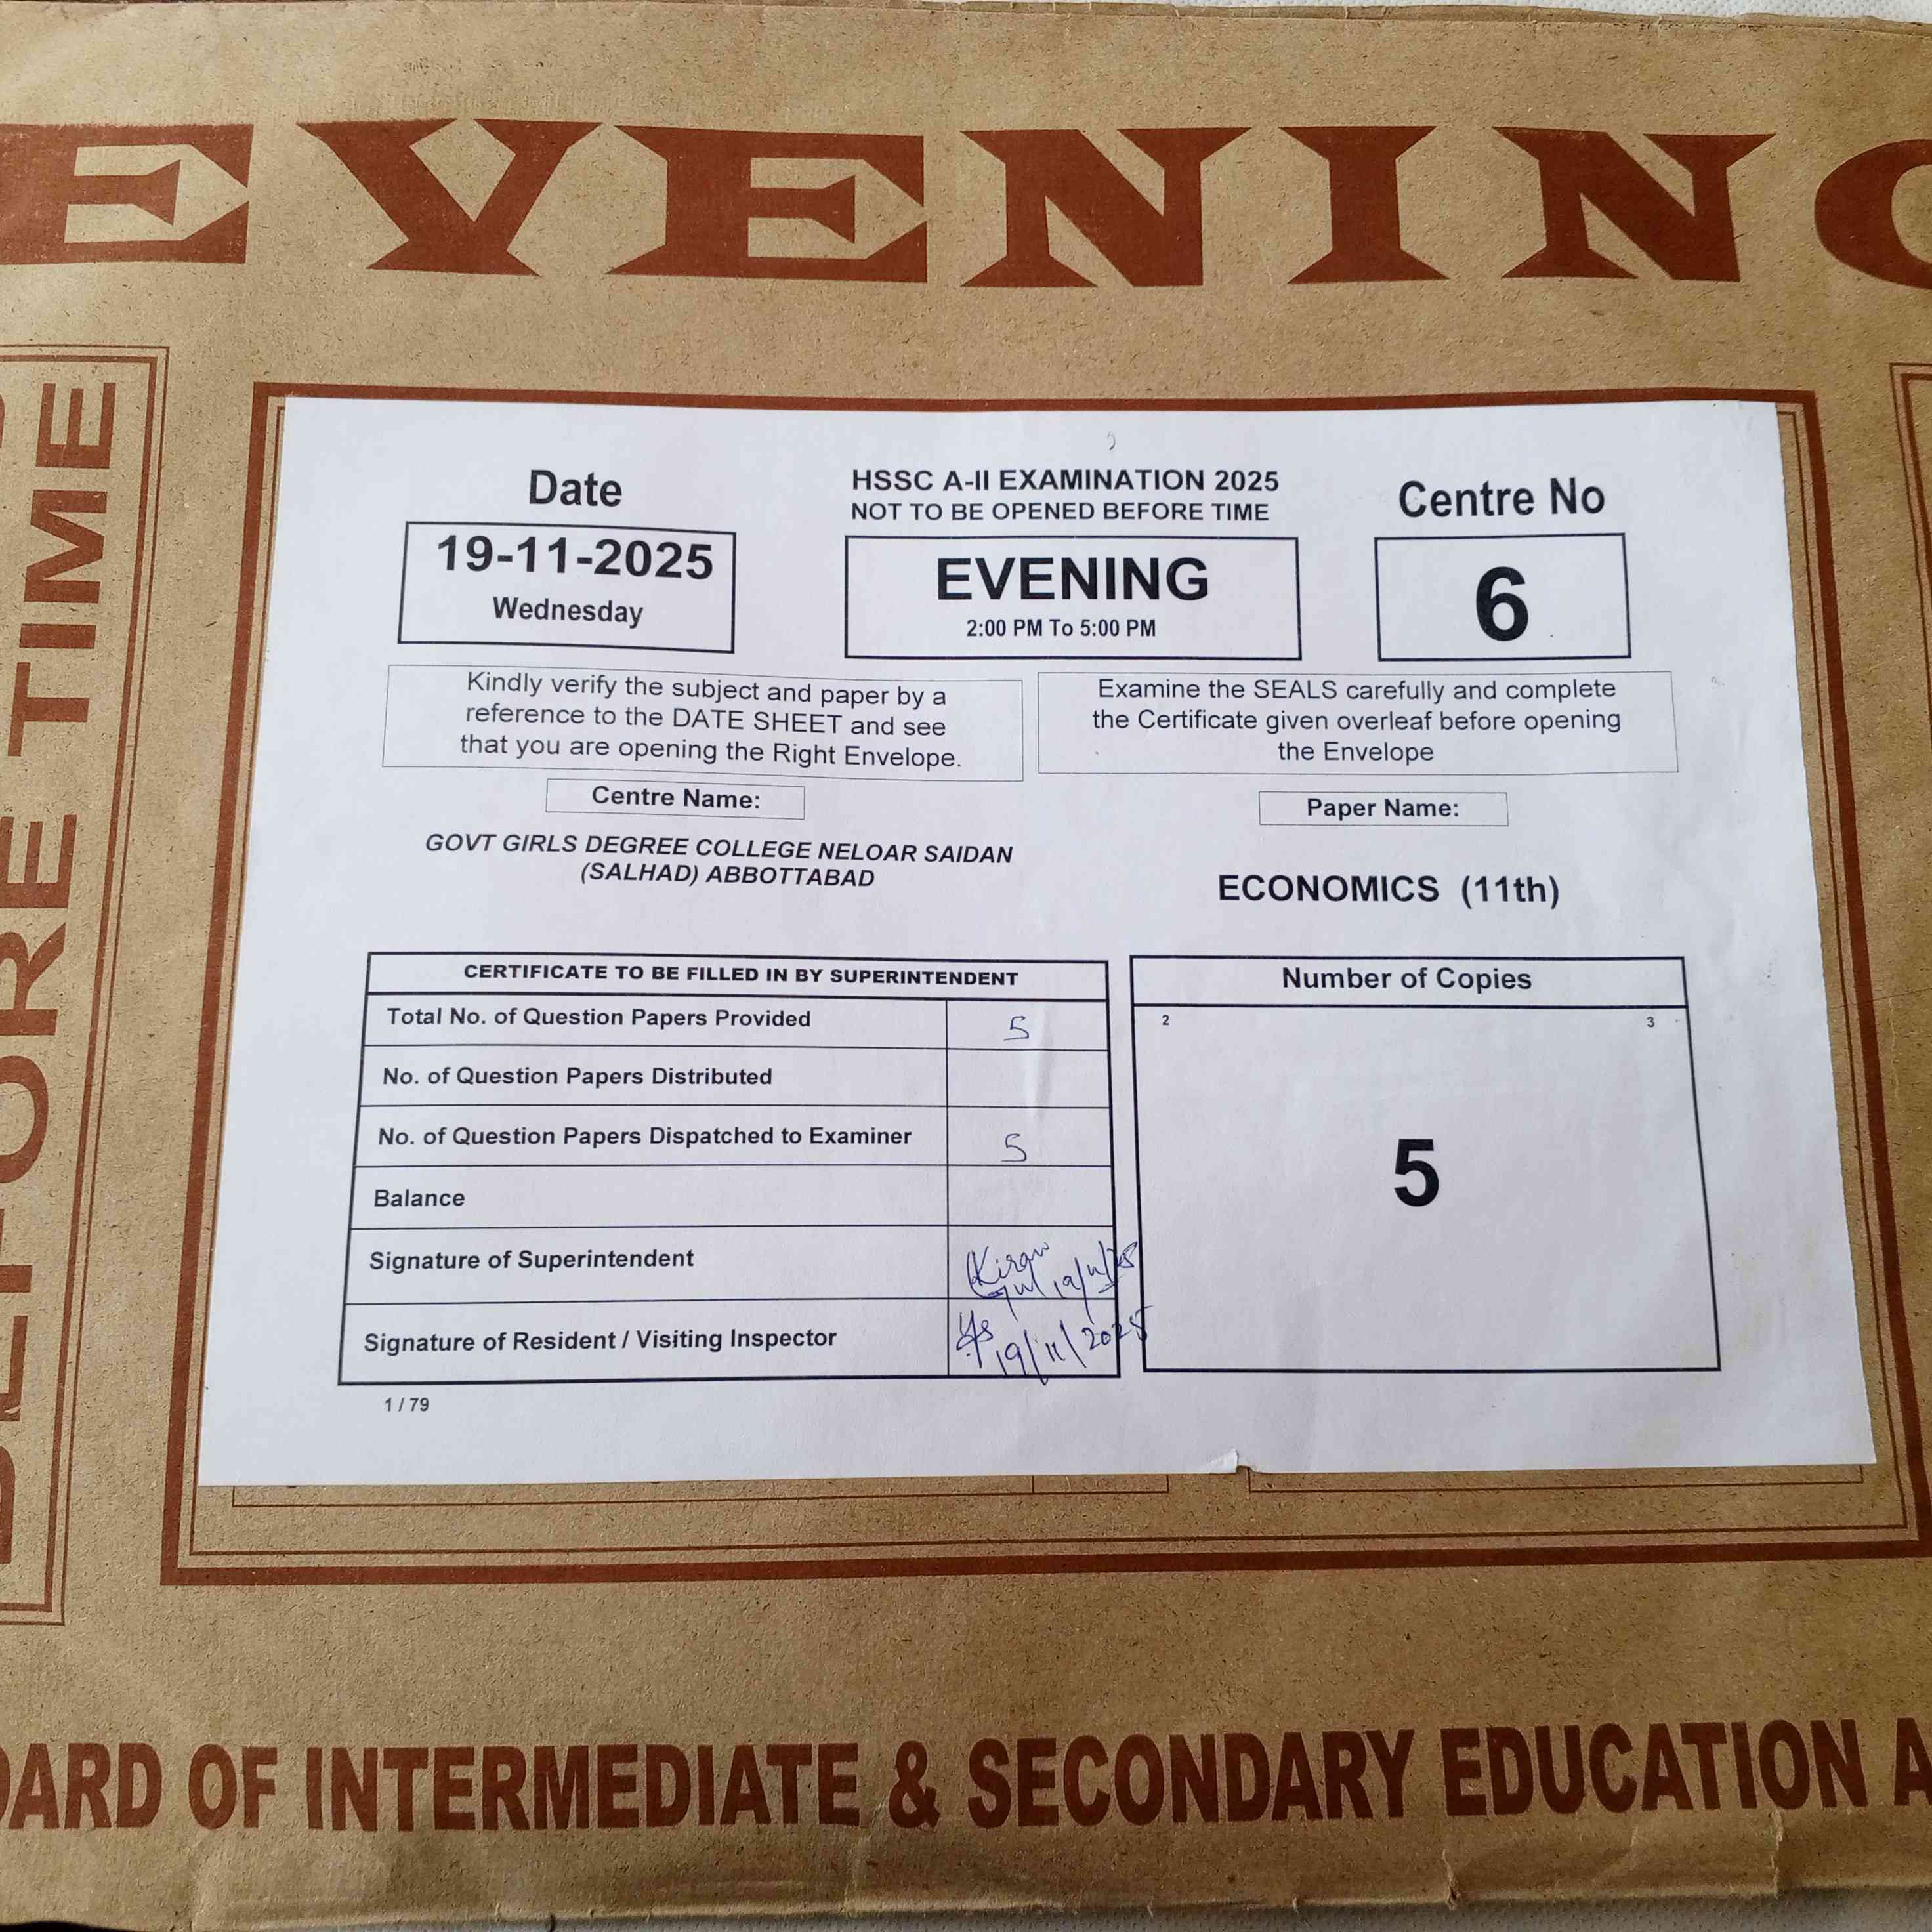 EVENING
BEFORE TIME
Date
19-11-2025
Wednesday
HSSC A-II EXAMINATION 2025
NOT TO BE OPENED BEFORE TIME
EVENING
2:00 PM To 5:00 PM
Centre No
6
Kindly verify the subject and paper by a
reference to the DATE SHEET and see
that you are opening the Right Envelope.
Examine the SEALS carefully and complete
the Certificate given overleaf before opening
the Envelope
Centre Name:
GOVT GIRLS DEGREE COLLEGE NELOAR SAIDAN
(SALHAD) ABBOTTABAD
Paper Name:
ECONOMICS (11th)
CERTIFICATE TO BE FILLED IN BY SUPERINTENDENT
Total No. of Question Papers Provided 5
No. of Question Papers Distributed
No. of Question Papers Dispatched to Examiner 5
Balance
Signature of Superintendent Kiran Gul 19/11/25
Signature of Resident / Visiting Inspector 19/11/2025
Number of Copies
2 3
5
1 / 79
OARD OF INTERMEDIATE & SECONDARY EDUCATION A